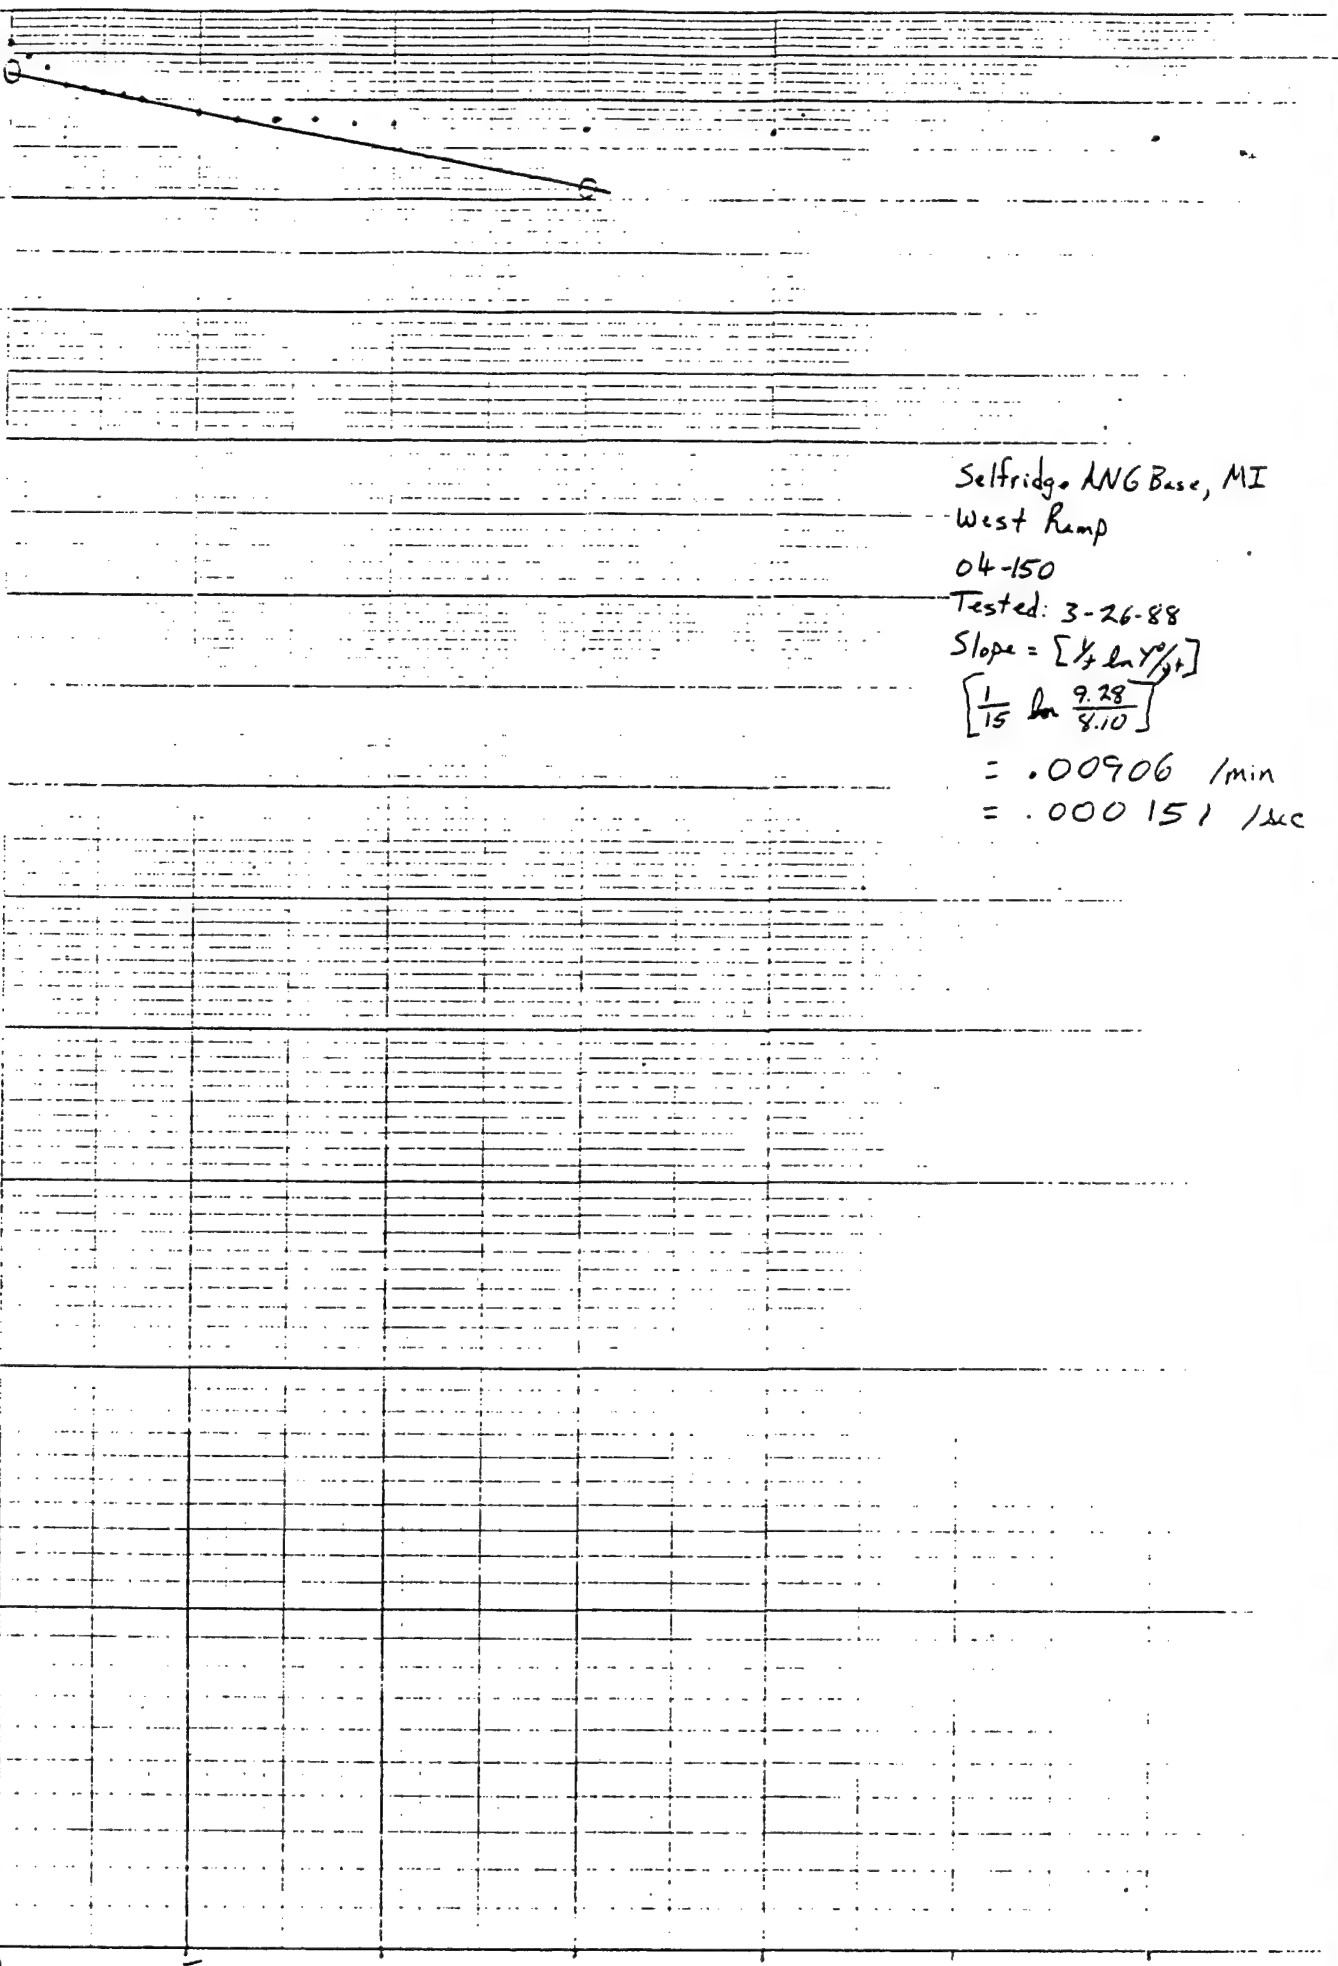 Selfridge ANG Base, MI
West Ramp
04-150
Tested: 3-26-88
Slope = [1/t ln Y°/yt]
[1/15 ln 9.28/8.10]
= .00906 /min
= .000151 /sec